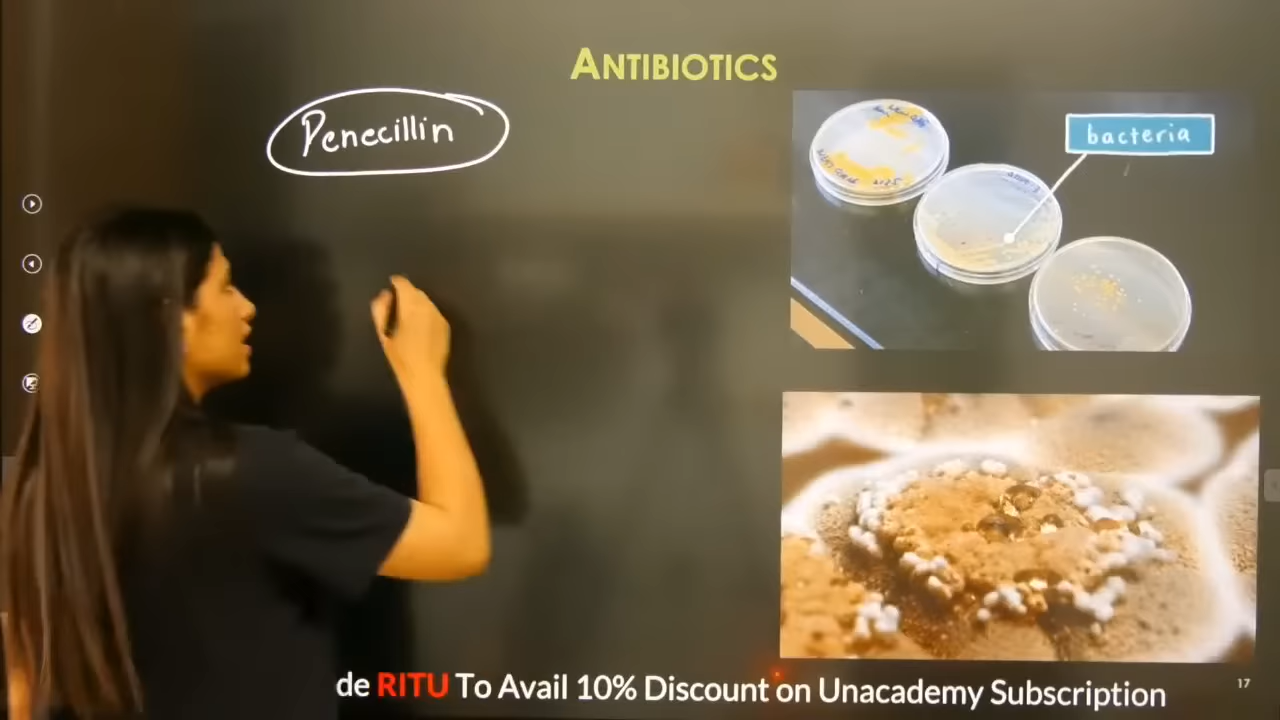 ANTIBIOTICS
Penecillin
bacteria
de RITU To Avail 10% Discount on Unacademy Subscription
17